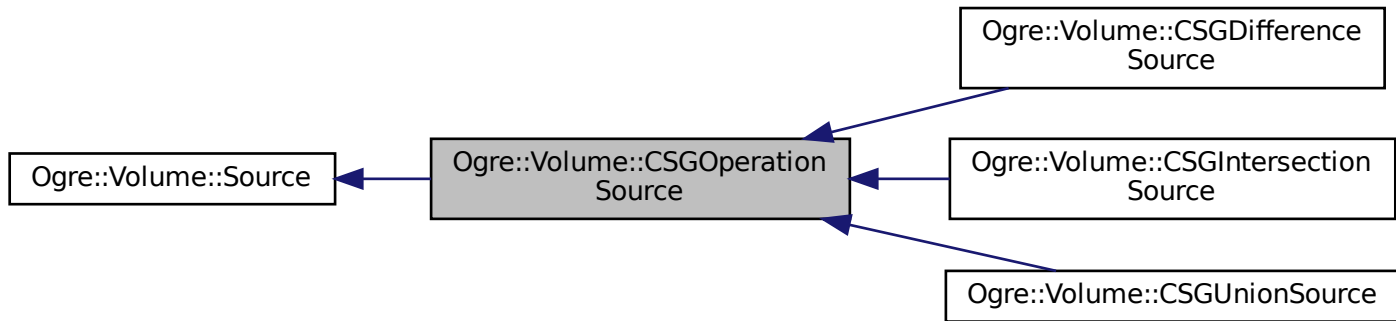 Ogre::Volume::CSGDifference
Source
Ogre::Volume::Source
Ogre::Volume::CSGOperation
Source
Ogre::Volume::CSGIntersection
Source
Ogre::Volume::CSGUnionSource